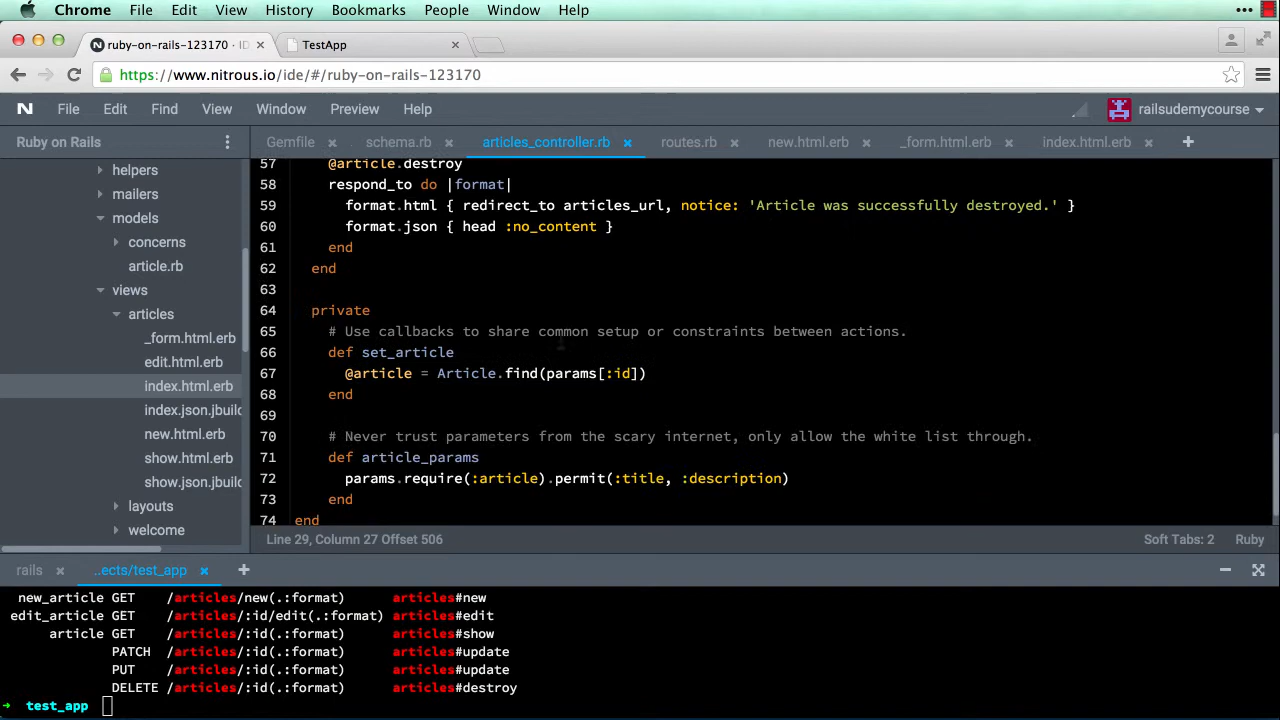 Chrome File Edit View History Bookmarks People Window Help
ruby-on-rails-123170 · ID
TestApp
https://www.nitrous.io/ide/#/ruby-on-rails-123170
N File Edit Find View Window Preview Help railsudemycourse
Ruby on Rails
Gemfile schema.rb articles_controller.rb routes.rb new.html.erb _form.html.erb index.html.erb
helpers
mailers
models
concerns
article.rb
views
articles
_form.html.erb
edit.html.erb
index.html.erb
index.json.jbuilc
new.html.erb
show.html.erb
show.json.jbuild
layouts
welcome
57 @article.destroy
58 respond_to do |format|
59 format.html { redirect_to articles_url, notice: 'Article was successfully destroyed.' }
60 format.json { head :no_content }
61 end
62 end
63
64 private
65 # Use callbacks to share common setup or constraints between actions.
66 def set_article
67 @article = Article.find(params[:id])
68 end
69
70 # Never trust parameters from the scary internet, only allow the white list through.
71 def article_params
72 params.require(:article).permit(:title, :description)
73 end
74 end
Line 29, Column 27 Offset 506 Soft Tabs: 2 Ruby
rails ..ects/test_app
new_article GET /articles/new(.:format) articles#new
edit_article GET /articles/:id/edit(.:format) articles#edit
article GET /articles/:id(.:format) articles#show
PATCH /articles/:id(.:format) articles#update
PUT /articles/:id(.:format) articles#update
DELETE /articles/:id(.:format) articles#destroy
test_app